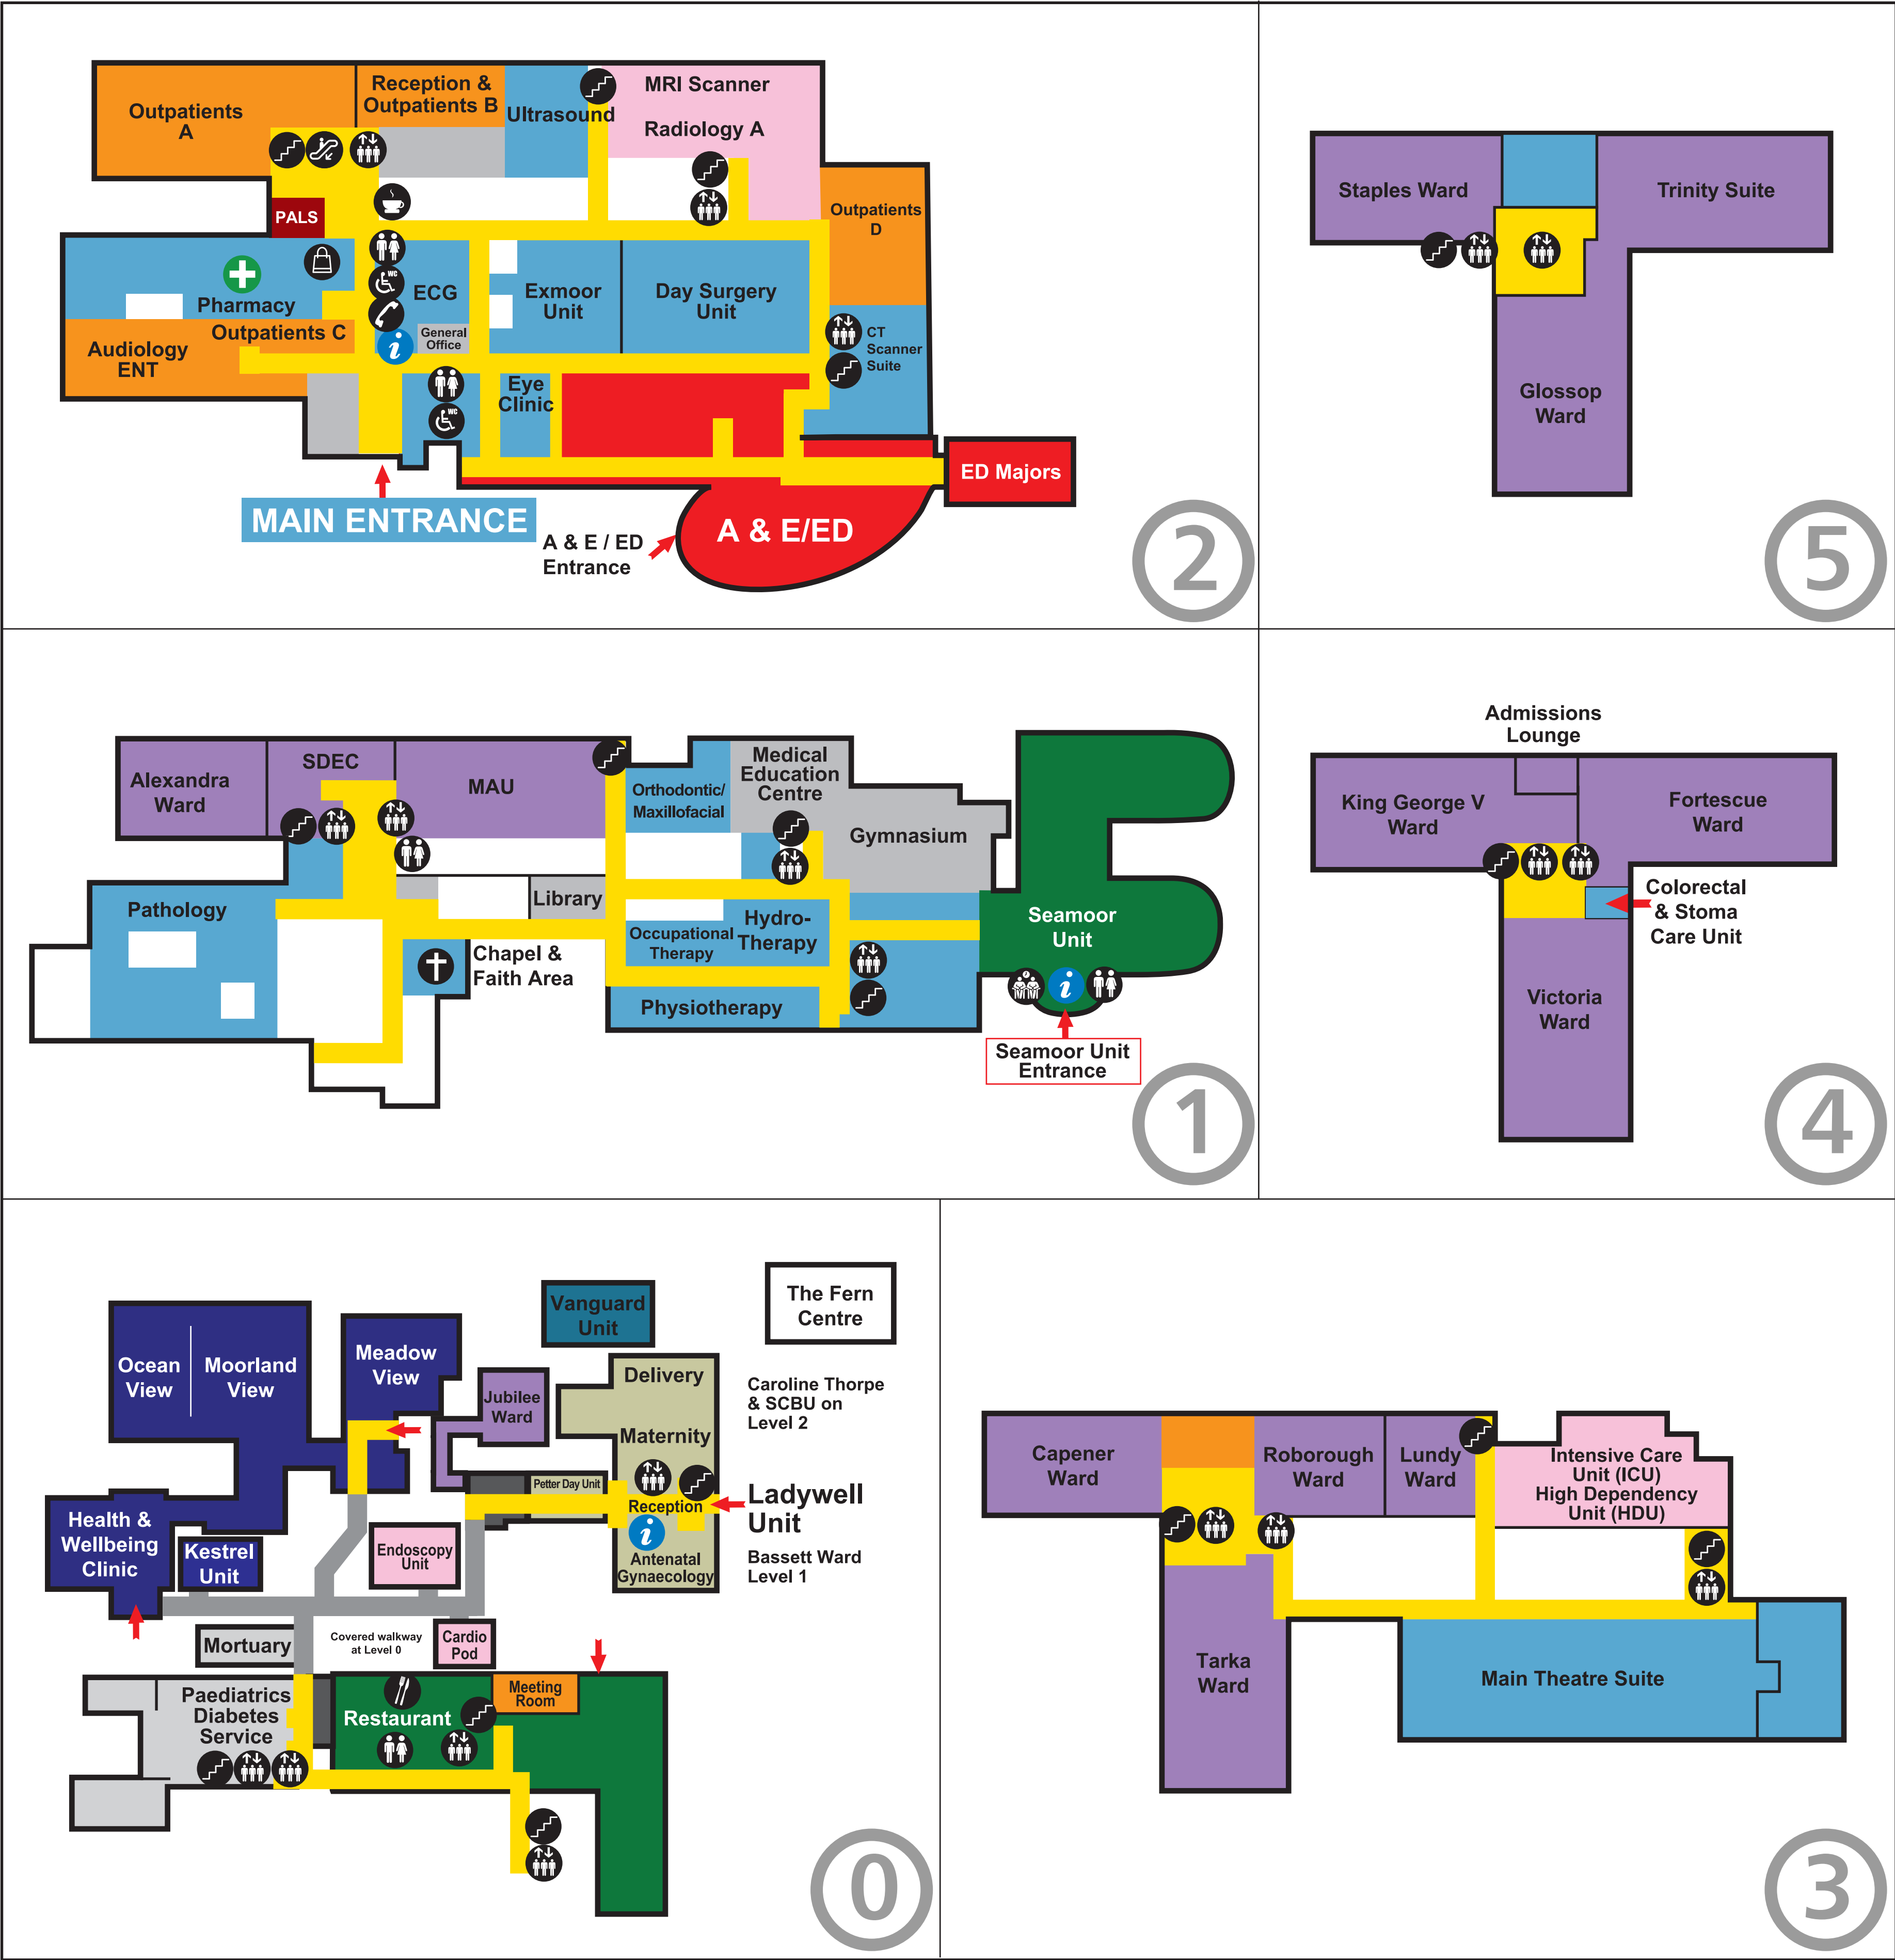 Outpatients
A
Reception &
Outpatients B
Ultrasound
MRI Scanner
Radiology A
PALS
Outpatients
D
Pharmacy
ECG
Exmoor
Unit
Day Surgery
Unit
Outpatients C
General
Office
i
CT
Scanner
Suite
Audiology
ENT
WC
WC
Eye
Clinic
ED Majors
MAIN ENTRANCE
A & E / ED
Entrance
A & E/ED
2
Staples Ward
Trinity Suite
Glossop
Ward
5
Alexandra
Ward
SDEC
MAU
Orthodontic/
Maxillofacial
Medical
Education
Centre
Gymnasium
Pathology
Library
Occupational
Therapy
Hydro-
Therapy
Chapel &
Faith Area
Physiotherapy
Seamoor
Unit
i
Seamoor Unit
Entrance
1
Admissions
Lounge
King George V
Ward
Fortescue
Ward
Colorectal
& Stoma
Care Unit
Victoria
Ward
4
Vanguard
Unit
The Fern
Centre
Ocean
View
Moorland
View
Meadow
View
Jubilee
Ward
Delivery
Maternity
Caroline Thorpe
& SCBU on
Level 2
Petter Day Unit
Reception
i
Antenatal
Gynaecology
Ladywell
Unit
Bassett Ward
Level 1
Health &
Wellbeing
Clinic
Kestrel
Unit
Endoscopy
Unit
Mortuary
Covered walkway
at Level 0
Cardio
Pod
Paediatrics
Diabetes
Service
Restaurant
Meeting
Room
0
Capener
Ward
Roborough
Ward
Lundy
Ward
Intensive Care
Unit (ICU)
High Dependency
Unit (HDU)
Tarka
Ward
Main Theatre Suite
3